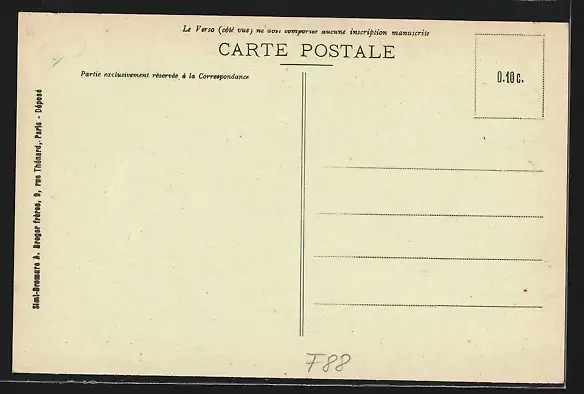 Le Verso (côté vue) ne doit comporter aucune inscription manuscrite
CARTE POSTALE
0.10 c.
Partie exclusivement réservée à la Correspondance
Simi-Bromure A. Breger frères, 9, rue Thénard, Paris - Déposé
F88